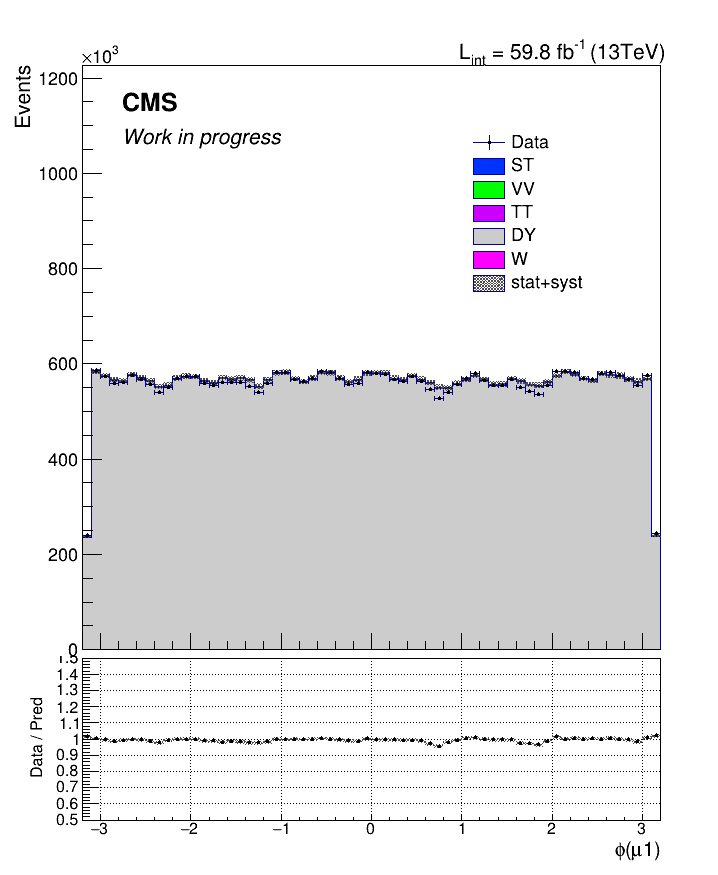 ×10³
L_int = 59.8 fb⁻¹ (13TeV)
Events
1200
1000
800
600
400
200
0
CMS
Work in progress
Data
ST
VV
TT
DY
W
stat+syst
Data / Pred
1.5
1.4
1.3
1.2
1.1
1
0.9
0.8
0.7
0.6
0.5
−3 −2 −1 0 1 2 3
ϕ(μ1)